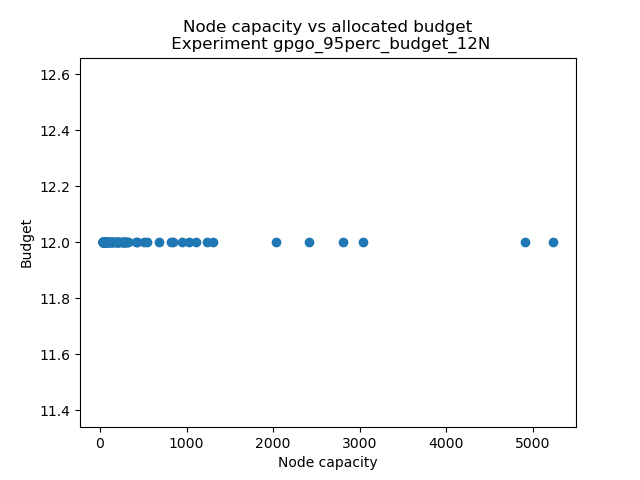 Node capacity vs allocated budget
Experiment gpgo_95perc_budget_12N
12.6
12.4
12.2
12.0
11.8
11.6
11.4
Budget
0 1000 2000 3000 4000 5000
Node capacity